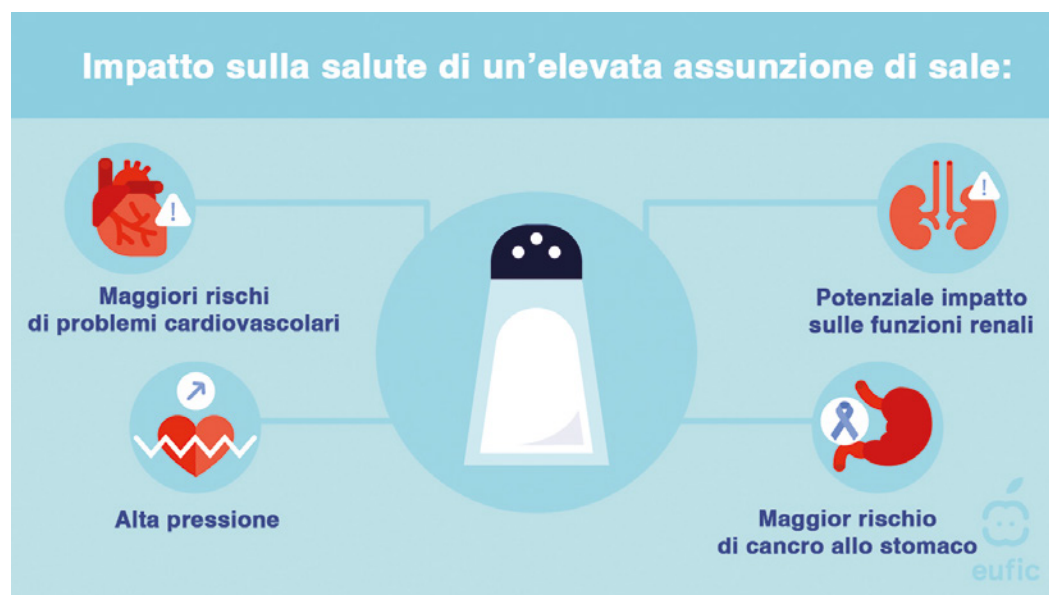 Impatto sulla salute di un'elevata assunzione di sale:
Maggiori rischi
di problemi cardiovascolari
Potenziale impatto
sulle funzioni renali
Alta pressione
Maggior rischio
di cancro allo stomaco
eufic